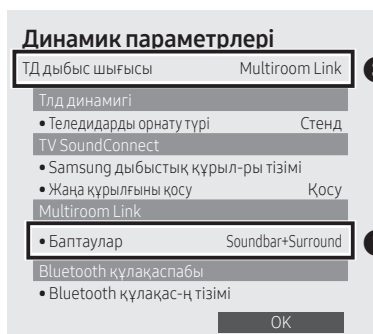 Динамик параметрлері
ТД дыбыс шығысы Multiroom Link
Тлд динамигі
• Теледидарды орнату түрі Стенд
TV SoundConnect
• Samsung дыбыстық құрыл-ры тізімі
• Жаңа құрылғыны қосу Қосу
Multiroom Link
• Баптаулар Soundbar+Surround
Bluetooth құлақаспабы
• Bluetooth құлақас-ң тізімі
OK